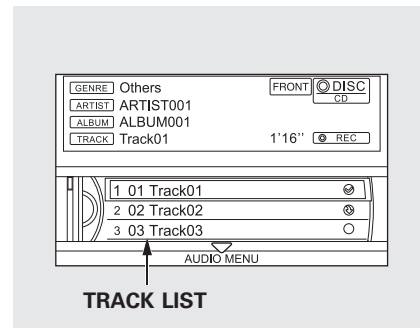 GENRE Others FRONT DISC
CD
ARTIST ARTIST001
ALBUM ALBUM001
TRACK Track01 1'16'' REC
1 01 Track01
2 02 Track02
3 03 Track03
AUDIO MENU
TRACK LIST